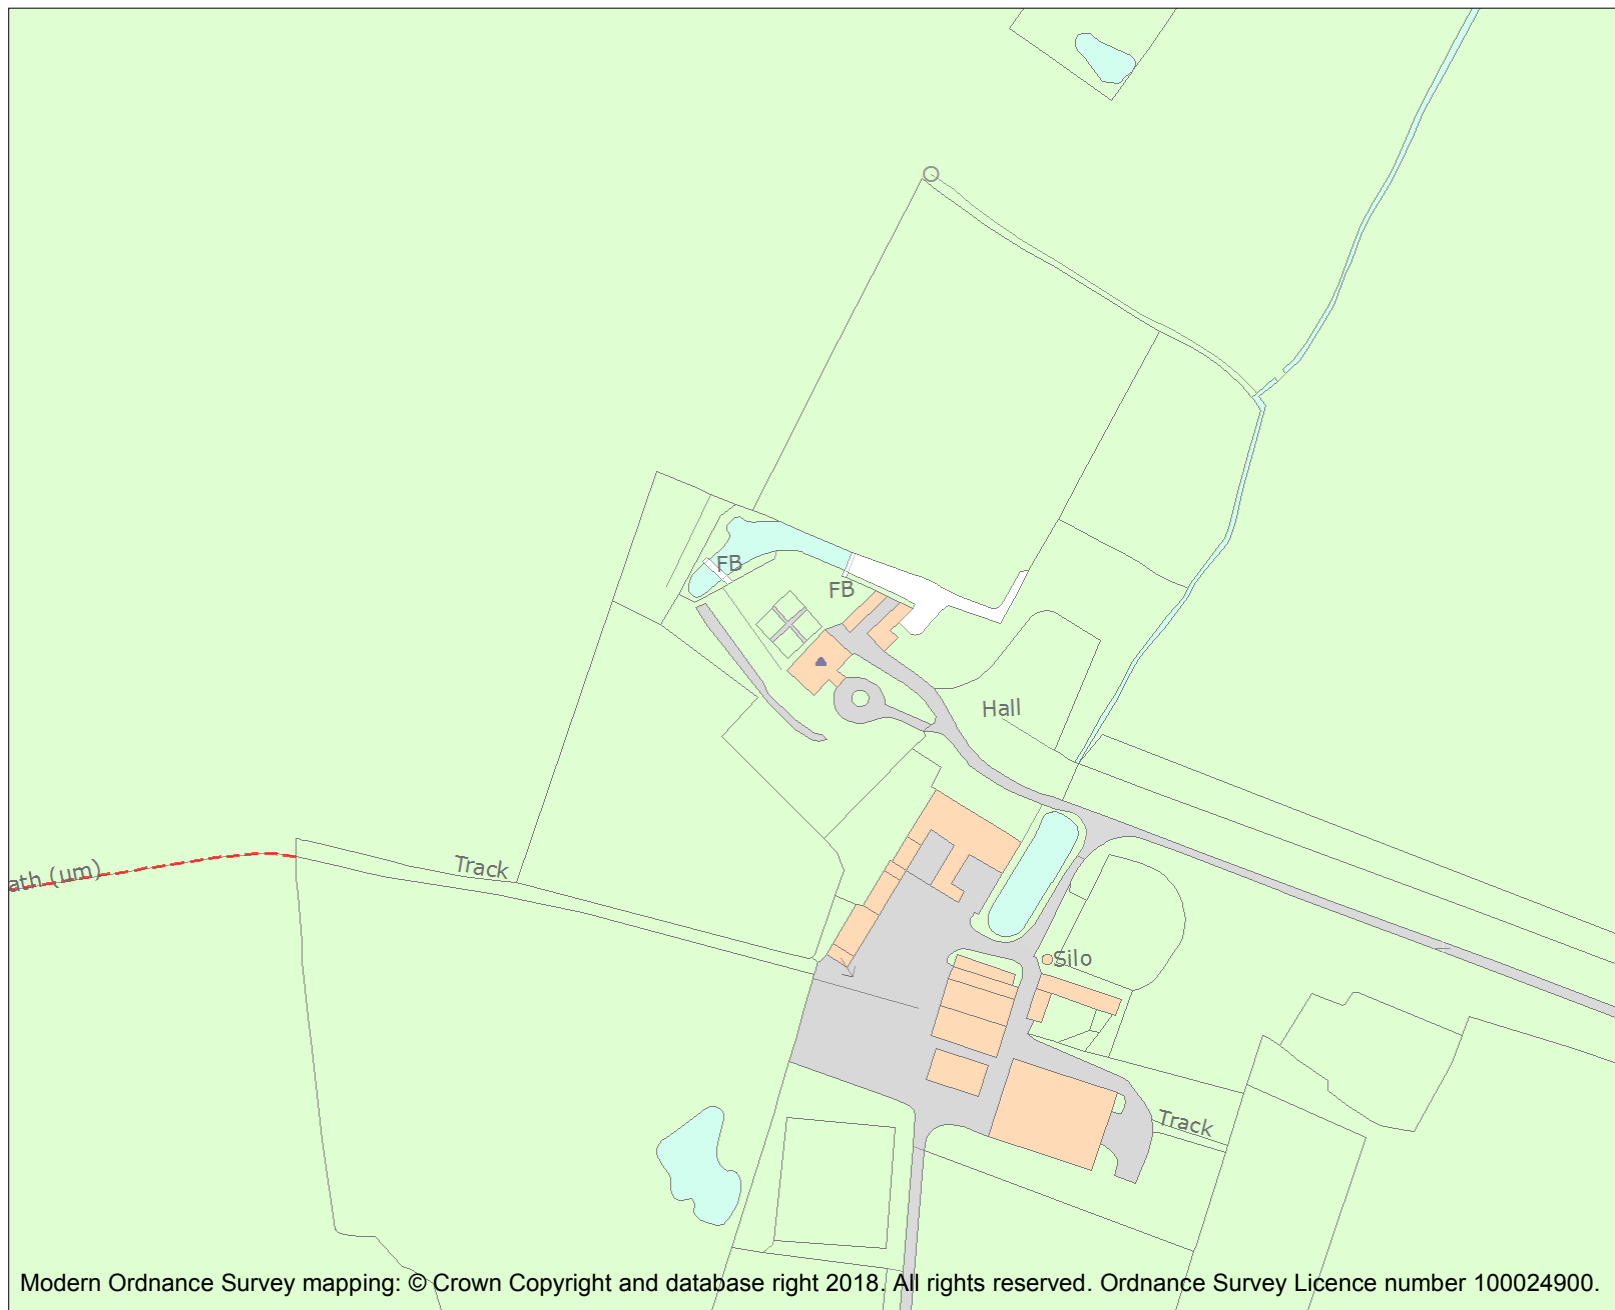 FB
FB
Hall
Track
ath (um)
Silo
Track
Modern Ordnance Survey mapping: © Crown Copyright and database right 2018. All rights reserved. Ordnance Survey Licence number 100024900.